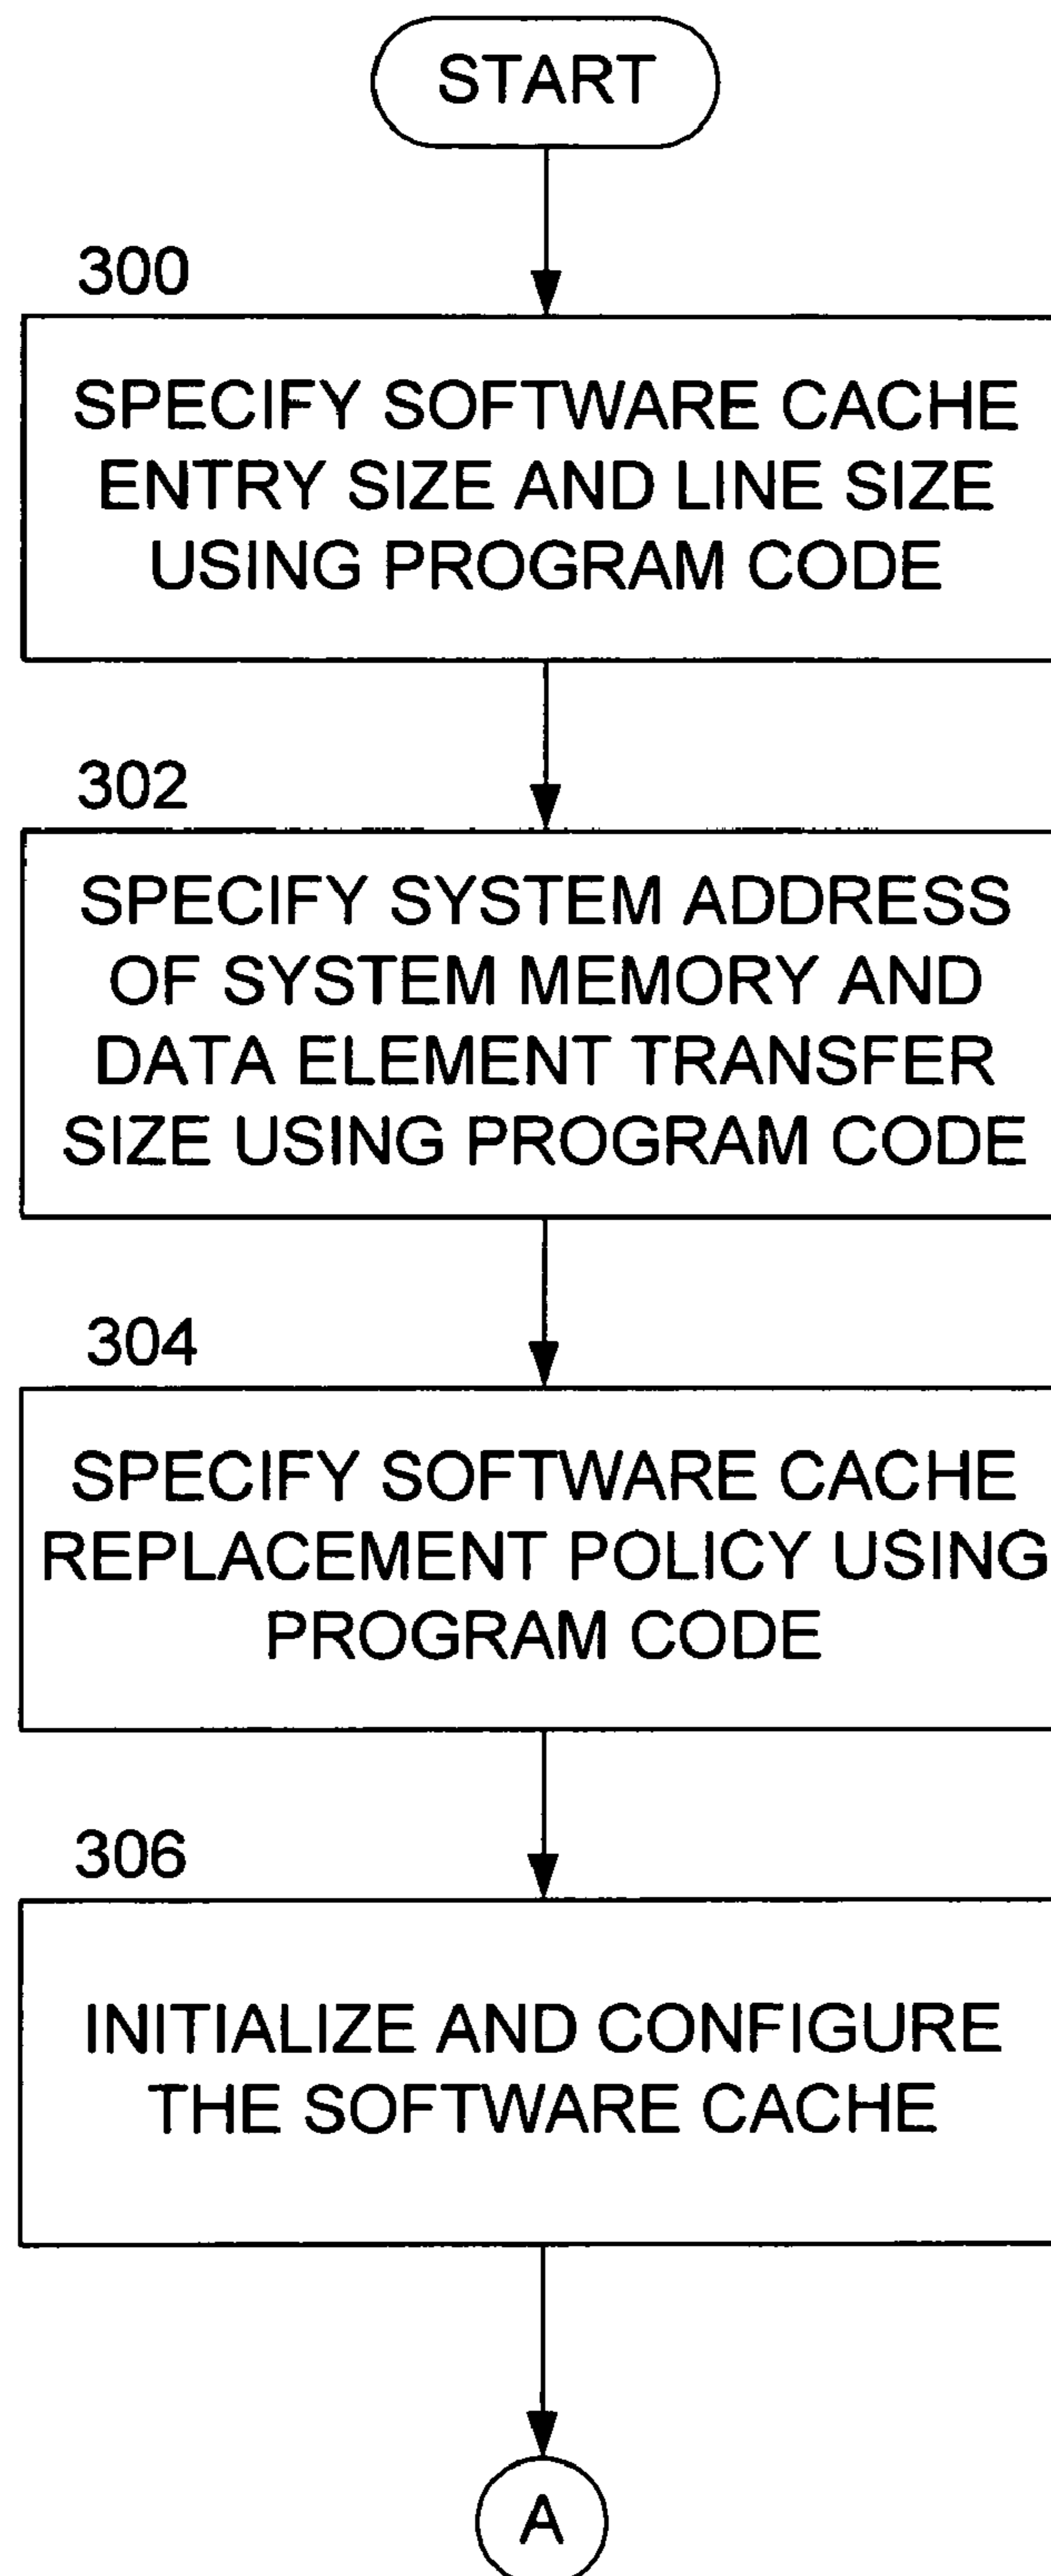 START
300
SPECIFY SOFTWARE CACHE
ENTRY SIZE AND LINE SIZE
USING PROGRAM CODE
302
SPECIFY SYSTEM ADDRESS
OF SYSTEM MEMORY AND
DATA ELEMENT TRANSFER
SIZE USING PROGRAM CODE
304
SPECIFY SOFTWARE CACHE
REPLACEMENT POLICY USING
PROGRAM CODE
306
INITIALIZE AND CONFIGURE
THE SOFTWARE CACHE
A